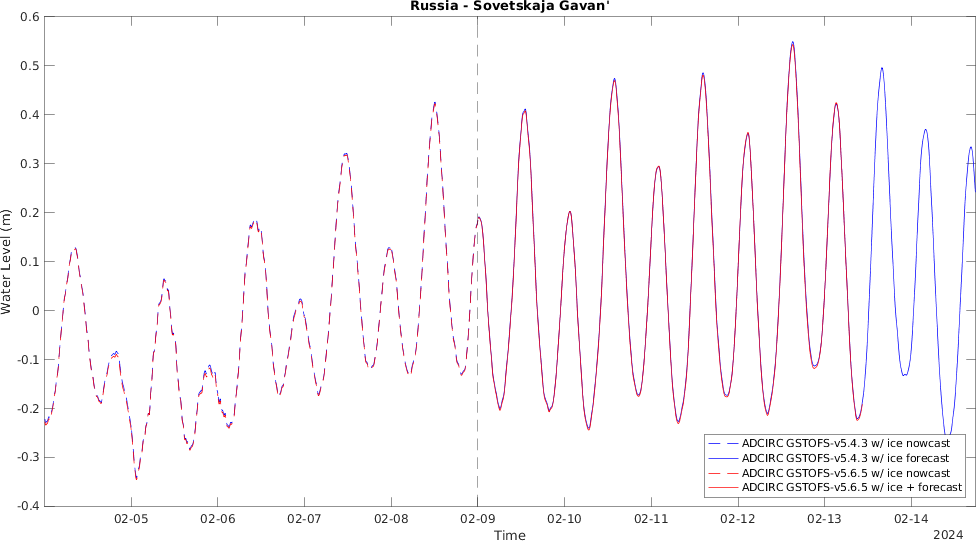 Russia - Sovetskaja Gavan'
0.6
0.5
0.4
0.3
0.2
0.1
0
-0.1
-0.2
-0.3
-0.4
Water Level (m)
ADCIRC GSTOFS-v5.4.3 w/ ice nowcast
ADCIRC GSTOFS-v5.4.3 w/ ice forecast
ADCIRC GSTOFS-v5.6.5 w/ ice nowcast
ADCIRC GSTOFS-v5.6.5 w/ ice + forecast
02-05 02-06 02-07 02-08 02-09 02-10 02-11 02-12 02-13 02-14
Time
2024